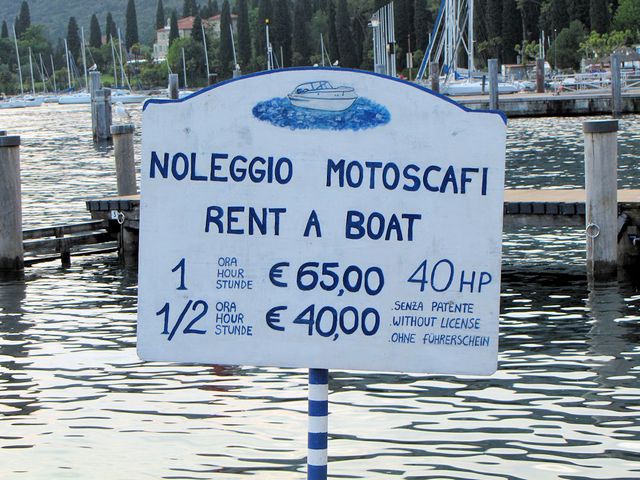 NOLEGGIO MOTOSCAFI
RENT A BOAT
1 ORA HOUR STUNDE € 65,00 40 HP
1/2 ORA HOUR STUNDE € 40,00
.SENZA PATENTE
.WITHOUT LICENSE
.OHNE FÜHRERSCHEIN